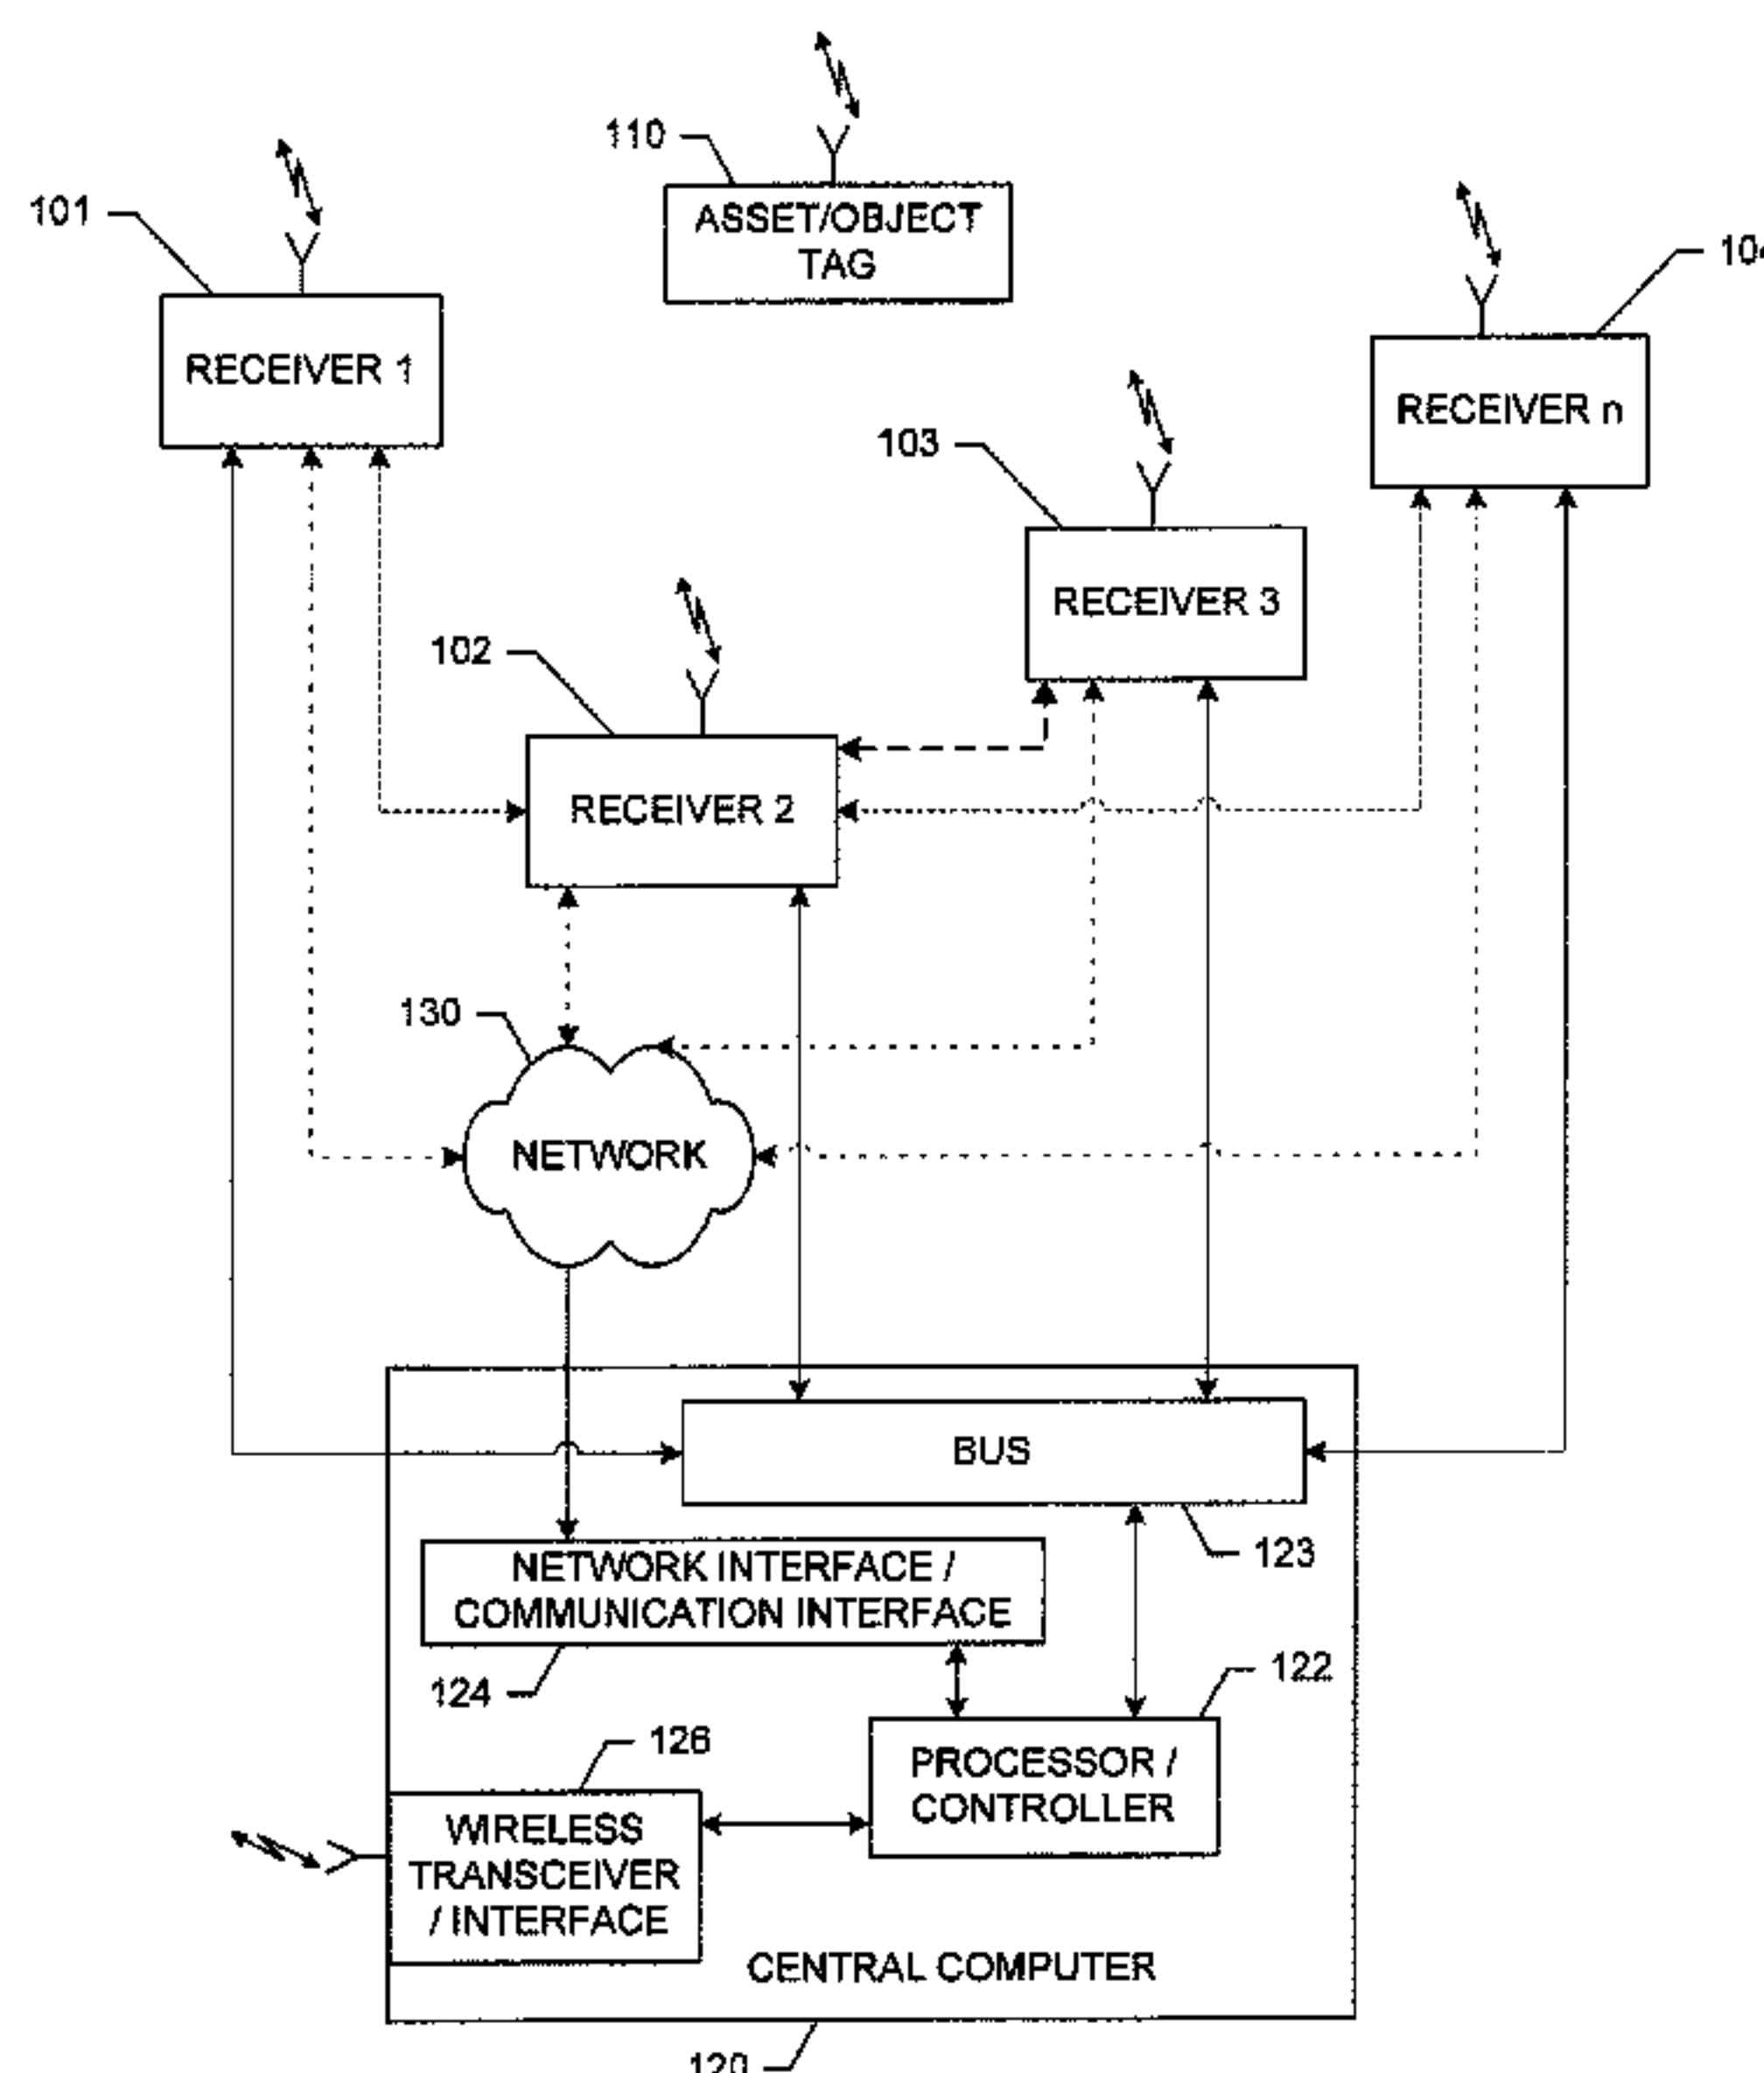 110
ASSET/OBJECT
TAG
101
RECEIVER 1
RECEIVER n
103
RECEIVER 3
102
RECEIVER 2
130
NETWORK
BUS
123
NETWORK INTERFACE /
COMMUNICATION INTERFACE
124
122
PROCESSOR /
CONTROLLER
126
WIRELESS
TRANSCEIVER
/ INTERFACE
CENTRAL COMPUTER
120